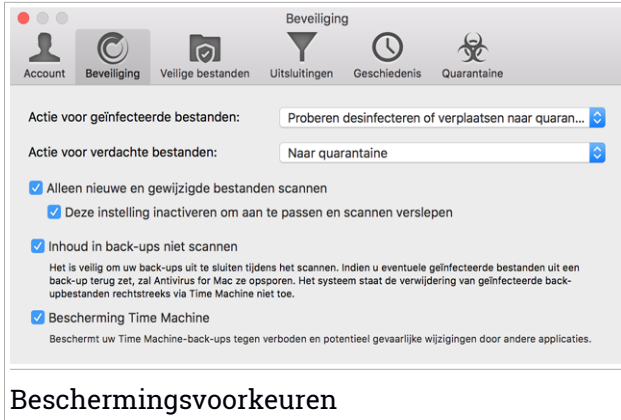 Beveiliging
Account Beveiliging Veilige bestanden Uitsluitingen Geschiedenis Quarantaine
Actie voor geïnfecteerde bestanden: Proberen desinfecteren of verplaatsen naar quaran...
Actie voor verdachte bestanden: Naar quarantaine
Alleen nieuwe en gewijzigde bestanden scannen
Deze instelling inactiveren om aan te passen en scannen verslepen
Inhoud in back-ups niet scannen
Het is veilig om uw back-ups uit te sluiten tijdens het scannen. Indien u eventuele geïnfecteerde bestanden uit een
back-up terug zet, zal Antivirus for Mac ze opsporen. Het systeem staat de verwijdering van geïnfecteerde back-
upbestanden rechtstreeks via Time Machine niet toe.
Bescherming Time Machine
Beschermt uw Time Machine-back-ups tegen verboden en potentieel gevaarlijke wijzigingen door andere applicaties.
Beschermingsvoorkeuren